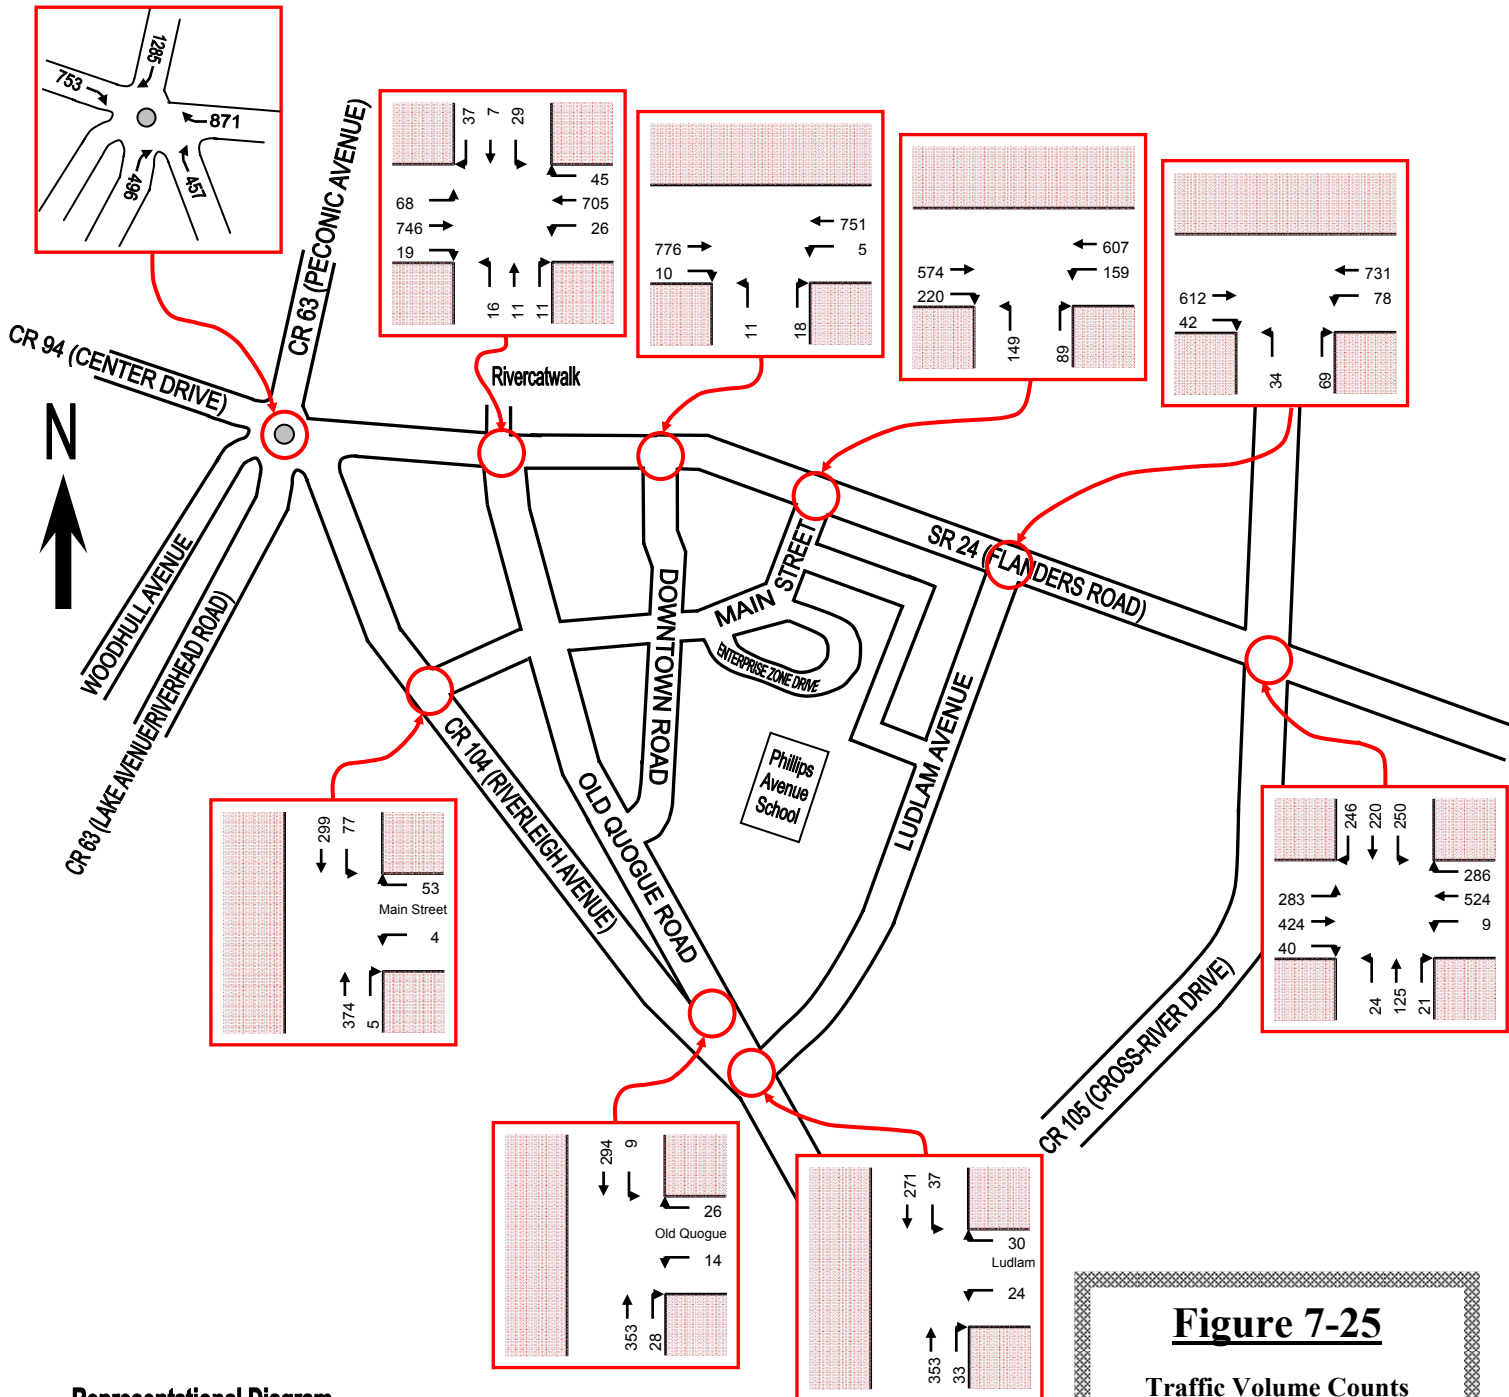 1285
753
871
496
457
37 7 29
45
68
705
746
26
19
16 11 11
776
751
10
5
11 18
574
607
220
159
149 89
612
731
42
78
34 69
CR 63 (PECONIC AVENUE)
CR 94 (CENTER DRIVE)
Rivercatwalk
N
SR 24 (FLANDERS ROAD)
MAIN STREET
DOWNTOWN ROAD
ENTERPRISE ZONE DRIVE
WOODHULL AVENUE
CR 63 (LAKE AVENUE/RIVERHEAD ROAD)
CR 104 (RIVERLEIGH AVENUE)
OLD QUOGUE ROAD
LUDLAM AVENUE
Phillips
Avenue
School
CR 105 (CROSS-RIVER DRIVE)
299 77
53
Main Street
4
374 5
246 220 250
286
283
524
424
9
40
24 125 21
294 9
26
Old Quogue
14
353 28
271 37
30
Ludlam
24
353 33
Figure 7-25
Traffic Volume Counts
Representational Diagram